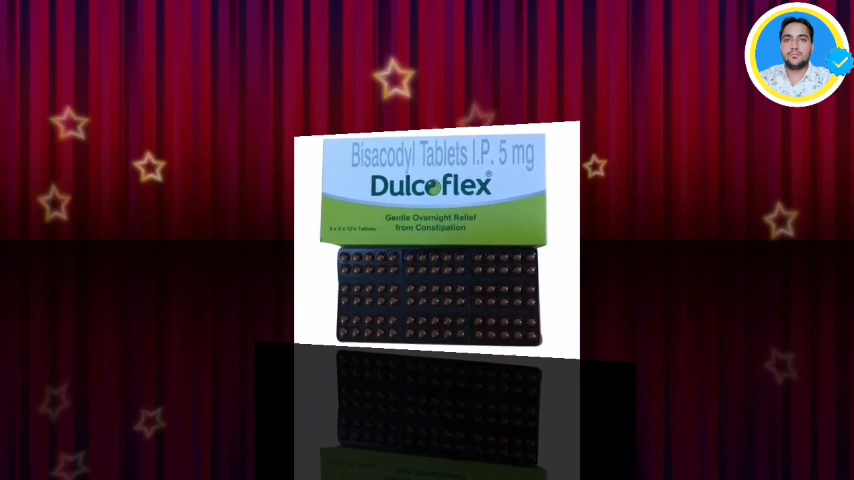 Bisacodyl Tablets I.P. 5 mg
Dulcoflex®
Gentle Overnight Relief
from Constipation